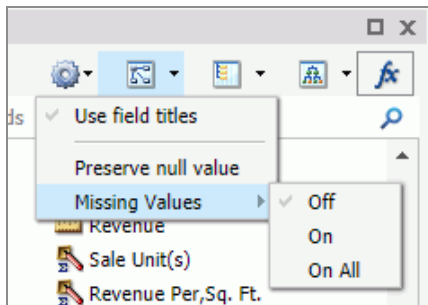 fx
ds
Use field titles
Preserve null value
Missing Values
Off
On
On All
Revenue
Sale Unit(s)
Revenue Per,Sq. Ft.